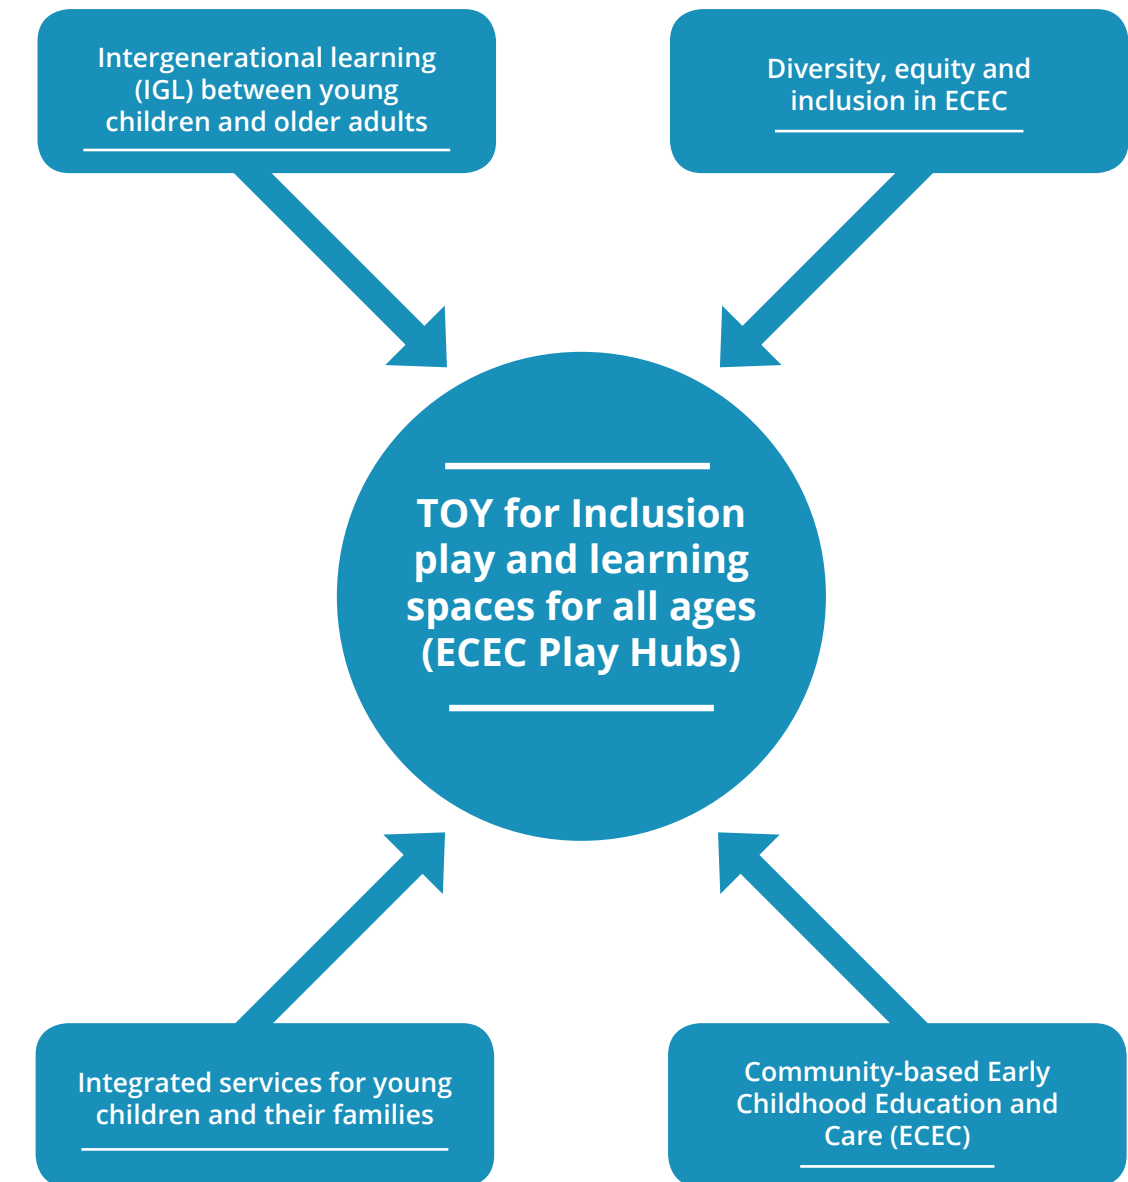 Intergenerational learning
(IGL) between young
children and older adults
Diversity, equity and
inclusion in ECEC
TOY for Inclusion
play and learning
spaces for all ages
(ECEC Play Hubs)
Integrated services for young
children and their families
Community-based Early
Childhood Education and
Care (ECEC)